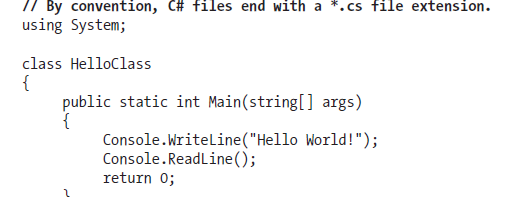 // By convention, C# files end with a *.cs file extension.
using System;
class HelloClass
{
public static int Main(string[] args)
{
Console.WriteLine("Hello World!");
Console.ReadLine();
return 0;
}